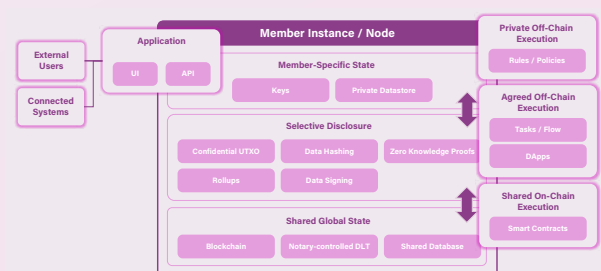 External
Users
Connected
Systems
Application
UI
API
Member Instance / Node
Member-Specific State
Keys
Private Datastore
Selective Disclosure
Confidential UTXO
Data Hashing
Zero Knowledge Proofs
Rollups
Data Signing
Shared Global State
Blockchain
Notary-controlled DLT
Shared Database
Private Off-Chain
Execution
Rules / Policies
Agreed Off-Chain
Execution
Tasks / Flow
DApps
Shared On-Chain
Execution
Smart Contracts